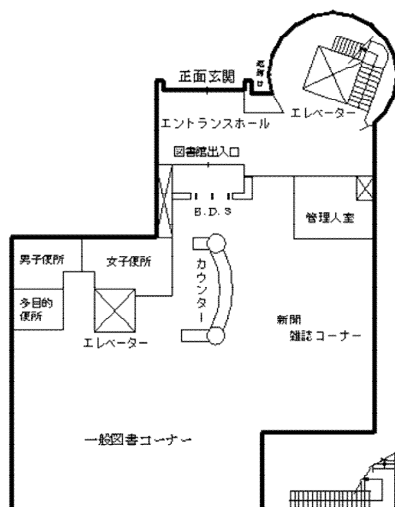 正面玄関
エレベーター
エントランスホール
図書館出入口
B.D.S
管理人室
男子便所
女子便所
カウンター
多目的
便所
エレベーター
新聞
雑誌コーナー
一般図書コーナー